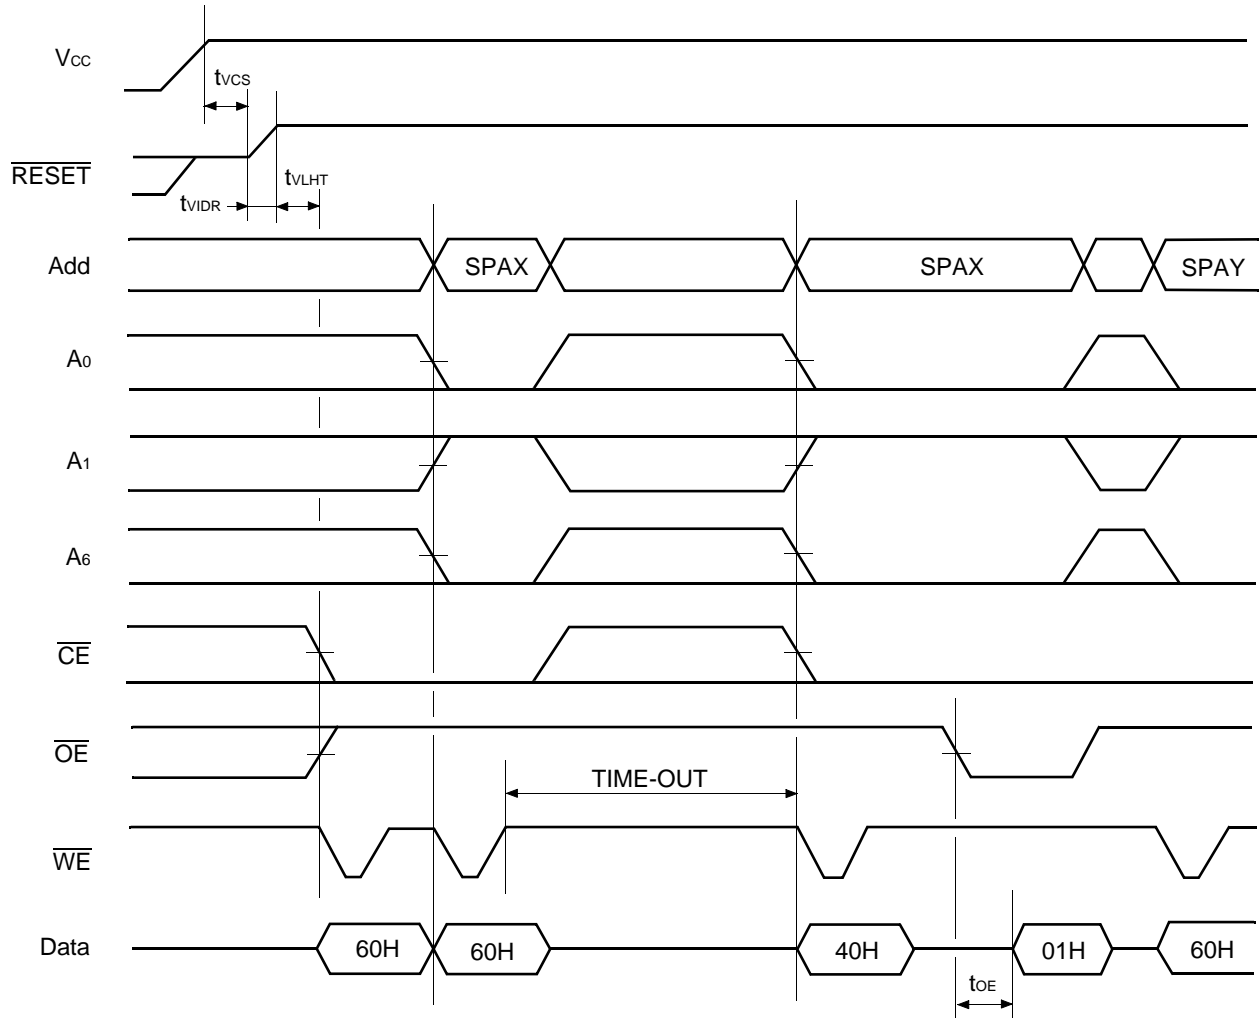 VCC
tVCS
RESET
tVLHT
tVIDR
Add SPAX SPAX SPAY
A0
A1
A6
CE
OE
TIME-OUT
WE
Data 60H 60H 40H 01H 60H
tOE